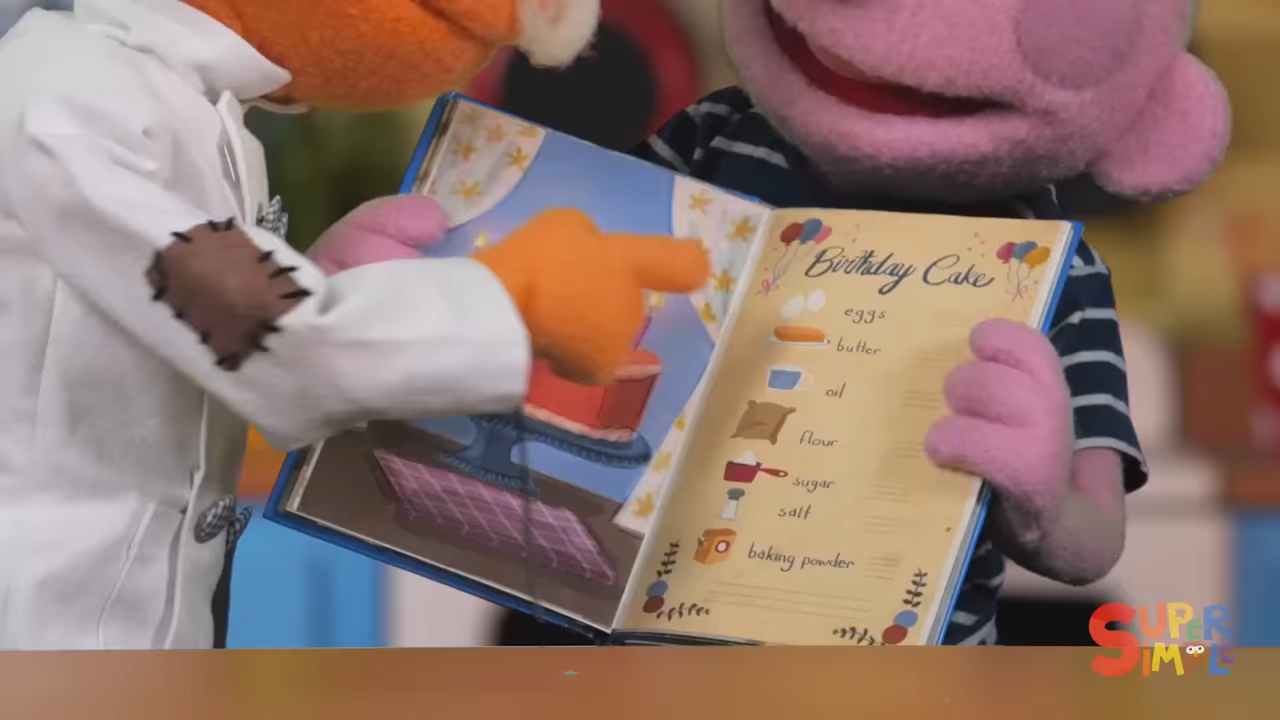 Birthday Cake
eggs
butter
oil
flour
sugar
salt
baking powder
SUPER
SIMPLE